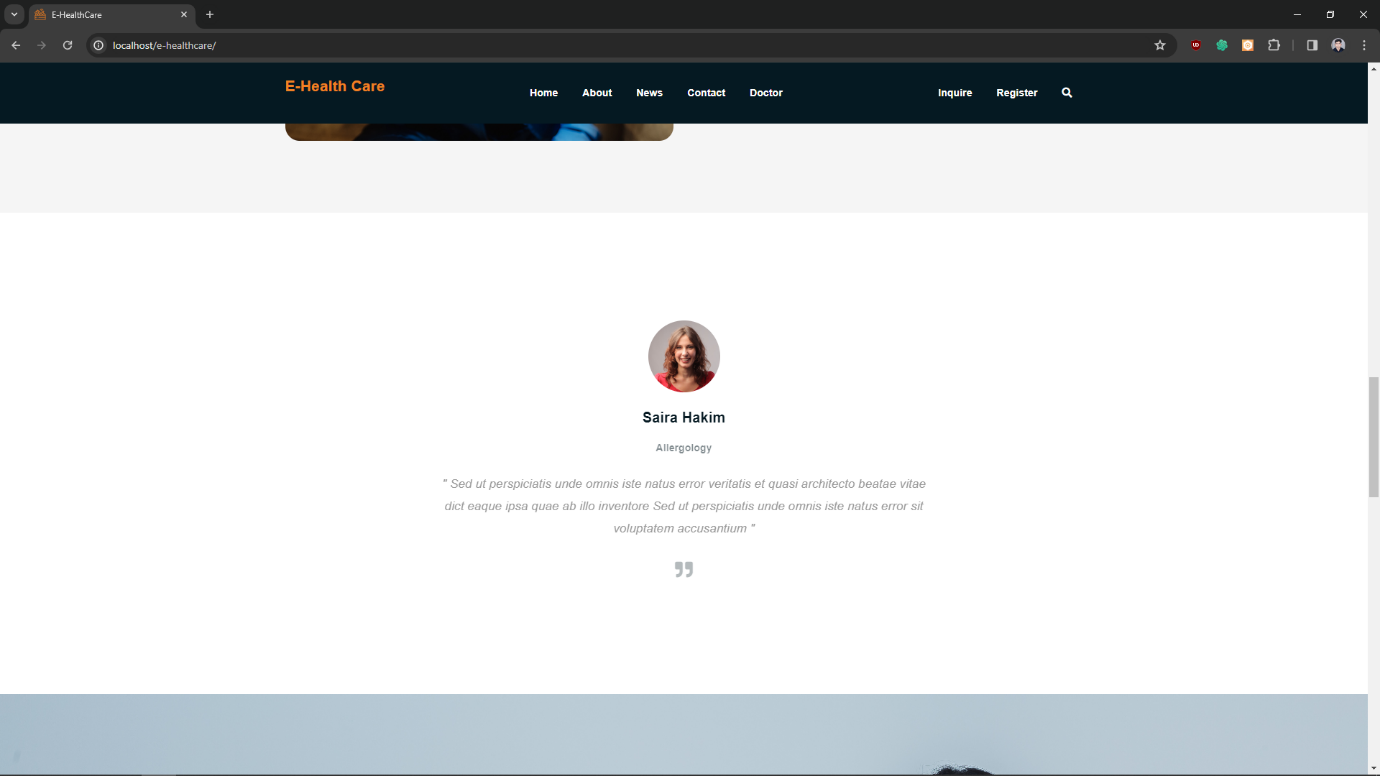 E-HealthCare
localhost/e-healthcare/
E-Health Care
Home About News Contact Doctor Inquire Register
Saira Hakim
Allergology
" Sed ut perspiciatis unde omnis iste natus error veritatis et quasi architecto beatae vitae
dict eaque ipsa quae ab illo inventore Sed ut perspiciatis unde omnis iste natus error sit
voluptatem accusantium "